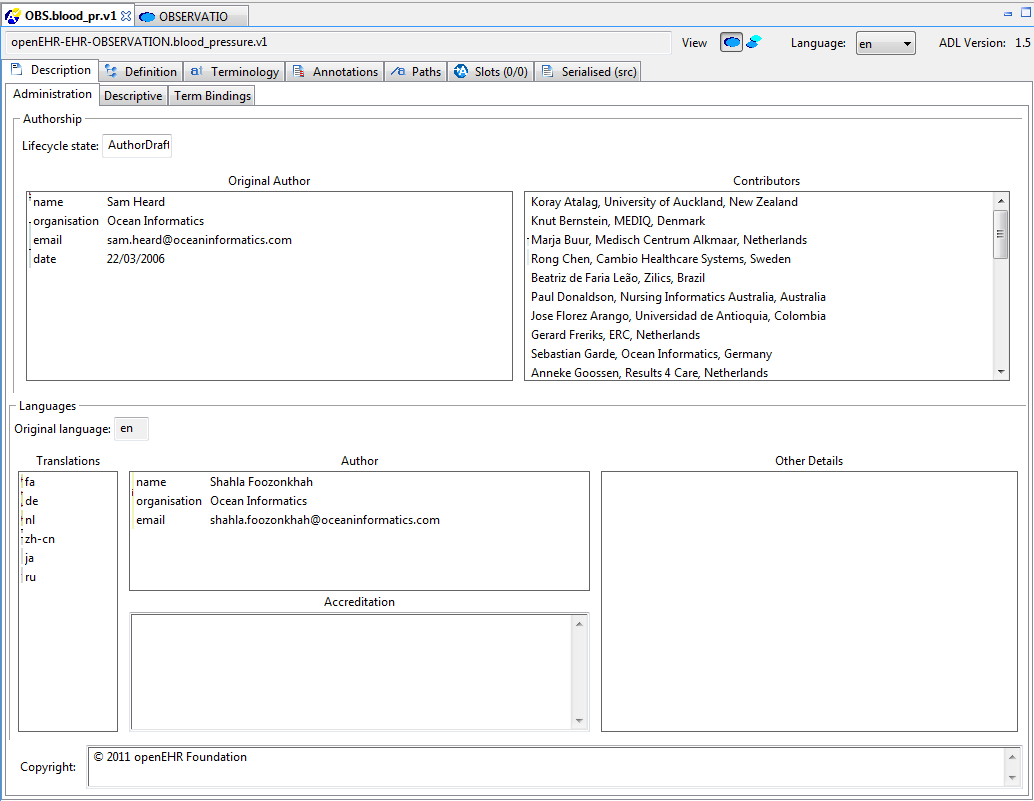 OBS.blood_pr.v1 OBSERVATIO
openEHR-EHR-OBSERVATION.blood_pressure.v1 View Language: en ADL Version: 1.5
Description Definition Terminology Annotations Paths Slots (0/0) Serialised (src)
Administration Descriptive Term Bindings
Authorship
Lifecycle state: AuthorDraft
Original Author
name Sam Heard
organisation Ocean Informatics
email sam.heard@oceaninformatics.com
date 22/03/2006
Contributors
Koray Atalag, University of Auckland, New Zealand
Knut Bernstein, MEDIQ, Denmark
Marja Buur, Medisch Centrum Alkmaar, Netherlands
Rong Chen, Cambio Healthcare Systems, Sweden
Beatriz de Faria Leão, Zilics, Brazil
Paul Donaldson, Nursing Informatics Australia, Australia
Jose Florez Arango, Universidad de Antioquia, Colombia
Gerard Freriks, ERC, Netherlands
Sebastian Garde, Ocean Informatics, Germany
Anneke Goossen, Results 4 Care, Netherlands
Languages
Original language: en
Translations
fa
de
nl
zh-cn
ja
ru
Author
name Shahla Foozonkhah
organisation Ocean Informatics
email shahla.foozonkhah@oceaninformatics.com
Accreditation
Other Details
Copyright: © 2011 openEHR Foundation